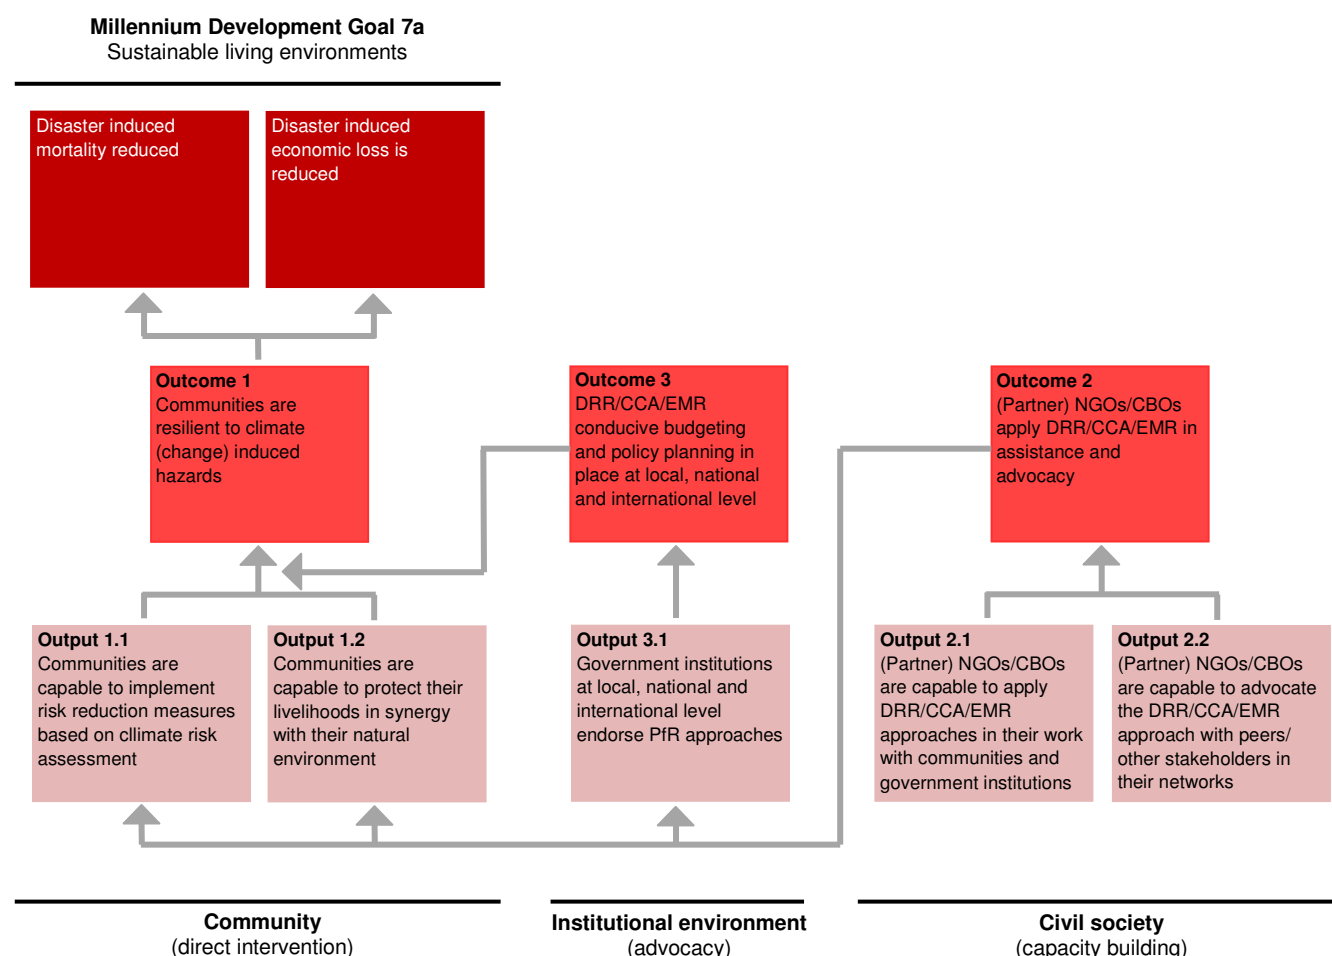 Millennium Development Goal 7a
Sustainable living environments
Disaster induced
mortality reduced
Disaster induced
economic loss is
reduced
Outcome 1
Communities are
resilient to climate
(change) induced
hazards
Outcome 3
DRR/CCA/EMR
conducive budgeting
and policy planning in
place at local, national
and international level
Outcome 2
(Partner) NGOs/CBOs
apply DRR/CCA/EMR in
assistance and
advocacy
Output 1.1
Communities are
capable to implement
risk reduction measures
based on cllimate risk
assessment
Output 1.2
Communities are
capable to protect their
livelihoods in synergy
with their natural
environment
Output 3.1
Government institutions
at local, national and
international level
endorse PfR approaches
Output 2.1
(Partner) NGOs/CBOs
are capable to apply
DRR/CCA/EMR
approaches in their work
with communities and
government institutions
Output 2.2
(Partner) NGOs/CBOs
are capable to advocate
the DRR/CCA/EMR
approach with peers/
other stakeholders in
their networks
Community
(direct intervention)
Institutional environment
(advocacy)
Civil society
(capacity building)